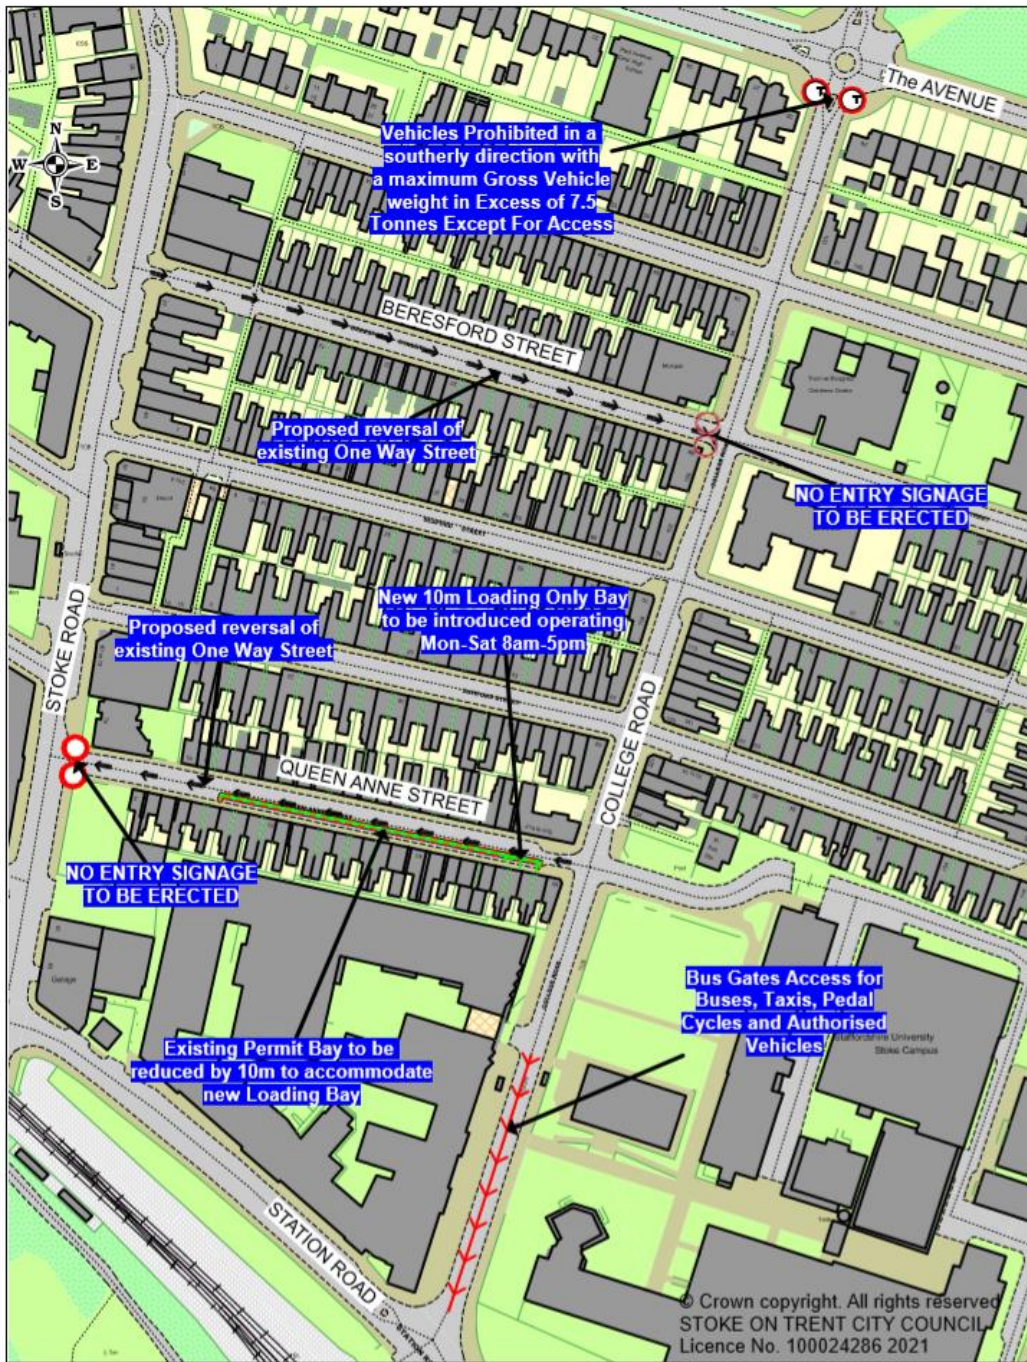 The AVENUE
N
W E
S
Vehicles Prohibited in a
southerly direction with
a maximum Gross Vehicle
weight in Excess of 7.5
Tonnes Except For Access
BERESFORD STREET
Proposed reversal of
existing One Way Street
NO ENTRY SIGNAGE
TO BE ERECTED
New 10m Loading Only Bay
to be introduced operating
Mon-Sat 8am-5pm
Proposed reversal of
existing One Way Street
STOKE ROAD
COLLEGE ROAD
QUEEN ANNE STREET
NO ENTRY SIGNAGE
TO BE ERECTED
Garage
Bus Gates Access for
Buses, Taxis, Pedal
Cycles and Authorised
Vehicles
Staffordshire University
Stoke Campus
Existing Permit Bay to be
reduced by 10m to accommodate
new Loading Bay
STATION ROAD
© Crown copyright. All rights reserved
STOKE ON TRENT CITY COUNCIL
Licence No. 100024286 2021